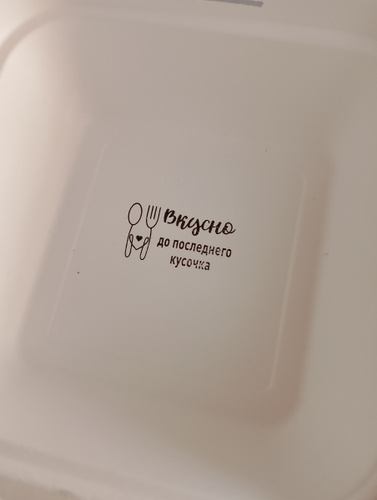 Вкусно
до последнего
кусочка